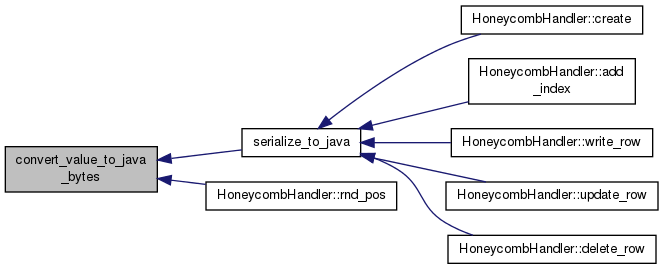 HoneycombHandler::create
HoneycombHandler::add
_index
serialize_to_java
HoneycombHandler::write_row
convert_value_to_java
_bytes
HoneycombHandler::rnd_pos
HoneycombHandler::update_row
HoneycombHandler::delete_row